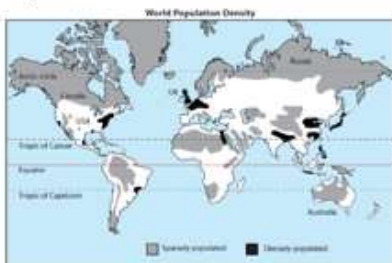 World Population Density
Arctic circle
Canada
Russia
UK
USA
Tropic of Cancer
Equator
Tropic of Capricorn
Australia
Sparsely populated
Densely populated